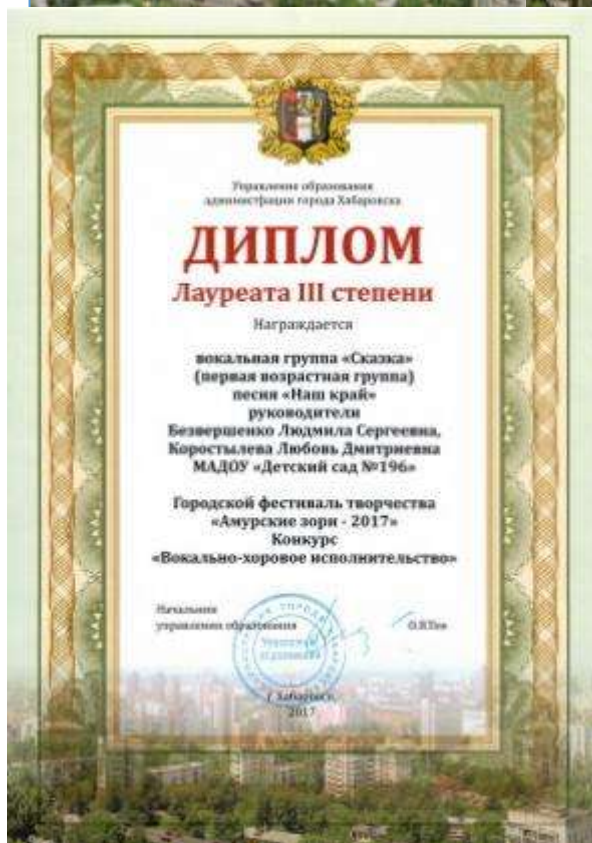 Управление образования
администрации города Хабаровска
ДИПЛОМ
Лауреата III степени
Награждается
вокальная группа «Сказка»
(первая возрастная группа)
песня «Наш край»
руководители
Безвершенко Людмила Сергеевна,
Коростылева Любовь Дмитриевна
МАДОУ «Детский сад №196»
Городской фестиваль творчества
«Амурские зори - 2017»
Конкурс
«Вокально-хоровое исполнительство»
Начальник
управления образования
г. Хабаровск
2017